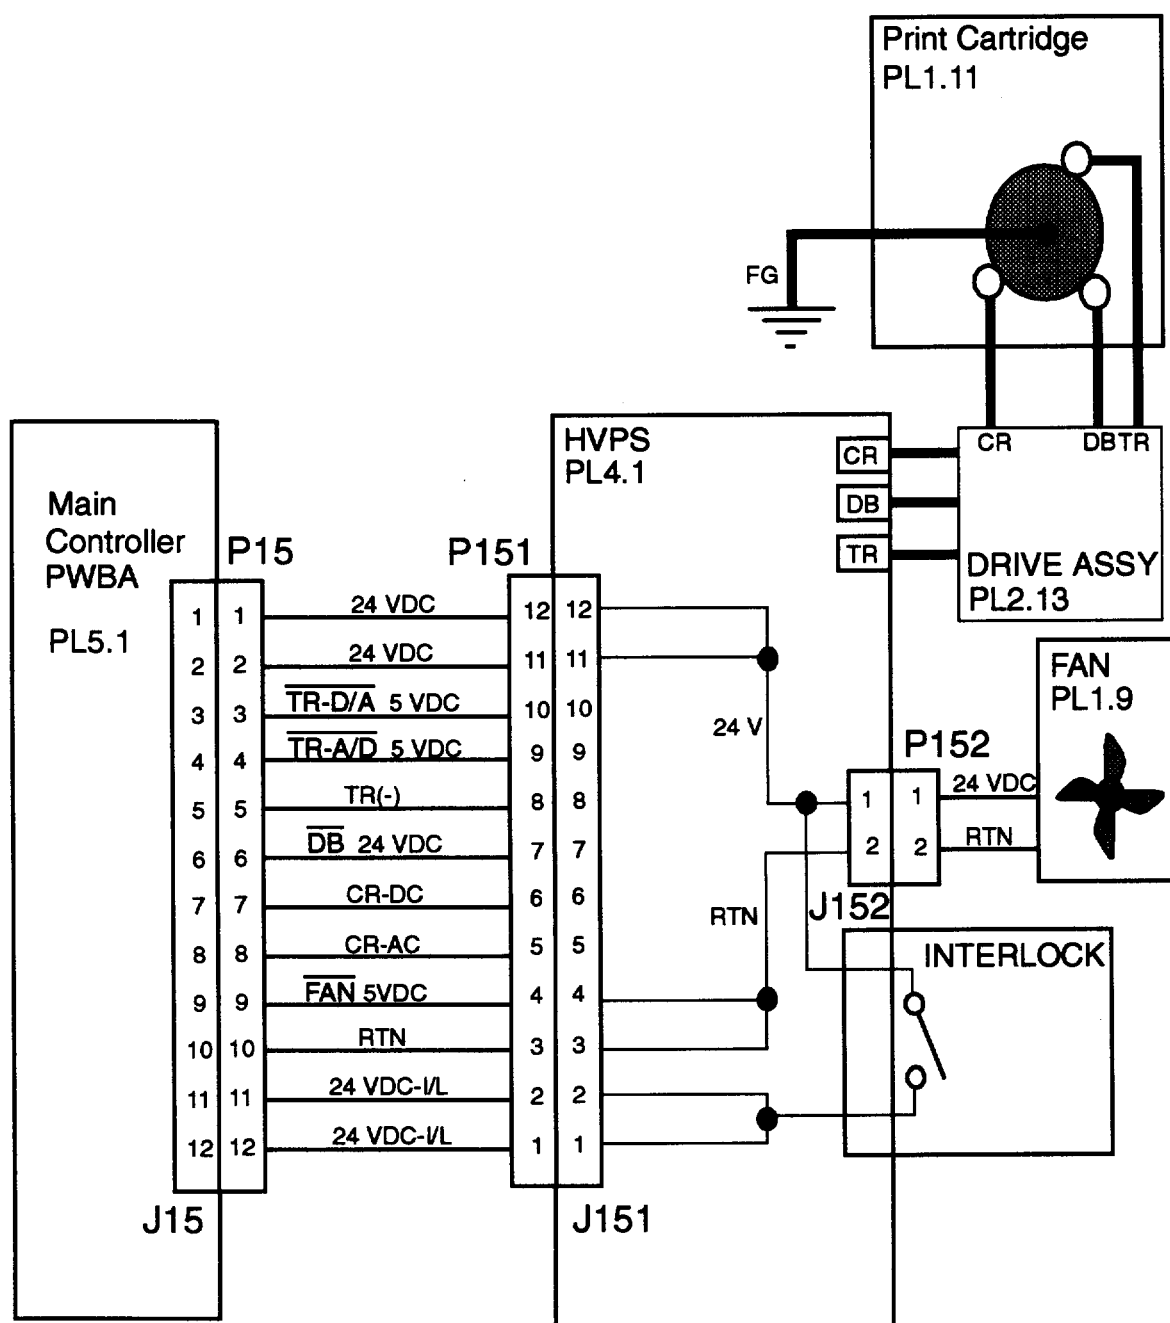 Print Cartridge
PL1.11
FG
CR DB TR
DRIVE ASSY
PL2.13
HVPS
PL4.1
CR
DB
TR
Main
Controller
PWBA
PL5.1
P15
P151
1 1 24 VDC 12 12
2 2 24 VDC 11 11
3 3 TR-D/A 5 VDC 10 10
4 4 TR-A/D 5 VDC 9 9
5 5 TR(-) 8 8
6 6 DB 24 VDC 7 7
7 7 CR-DC 6 6
8 8 CR-AC 5 5
9 9 FAN 5VDC 4 4
10 10 RTN 3 3
11 11 24 VDC-I/L 2 2
12 12 24 VDC-I/L 1 1
J15
J151
24 V
RTN
P152
1 1 24 VDC
2 2 RTN
J152
FAN
PL1.9
INTERLOCK